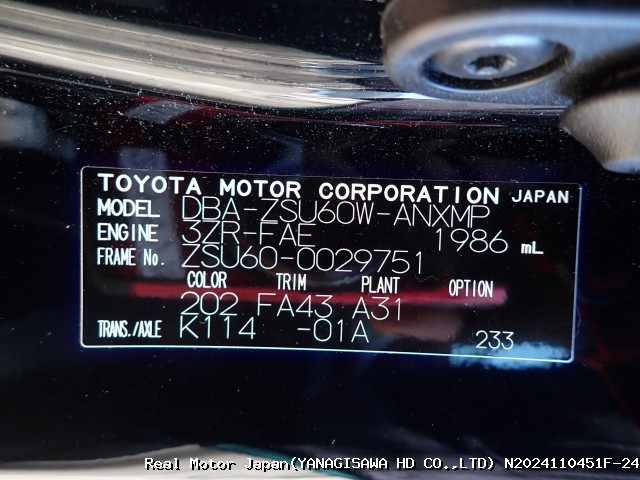 TOYOTA MOTOR CORPORATION JAPAN
MODEL DBA-ZSU60W-ANXMP
ENGINE 3ZR-FAE 1986 mL
FRAME No. ZSU60-0029751
COLOR TRIM PLANT OPTION
202 FA43 A31
TRANS./AXLE K114 -01A 233
Real Motor Japan(YANAGISAWA HD CO.,LTD) N2024110451F-24